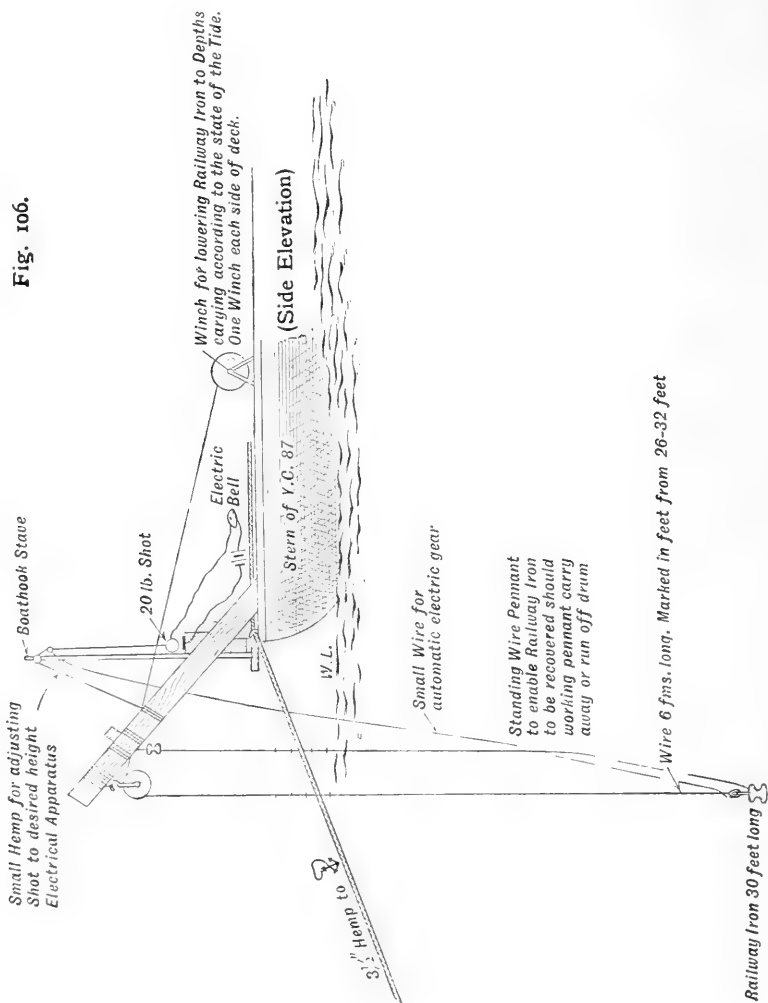 Fig. 106.
Winch for lowering Railway Iron to Depths
carying according to the state of the Tide.
One Winch each side of deck.
Boathook Stave
Small Hemp for adjusting
Shot to desired height
Electrical Apparatus
20 lb. Shot
Electric
Bell
(Side Elevation)
Stern of Y.C. 87
W.L.
Small Wire for
automatic electric gear
Standing Wire Pennant
to enable Railway Iron
to be recovered should
working pennant carry
away or run off drum
Wire 6 fms. long. Marked in feet from 26-32 feet
3½" Hemp to
Railway Iron 30 feet long